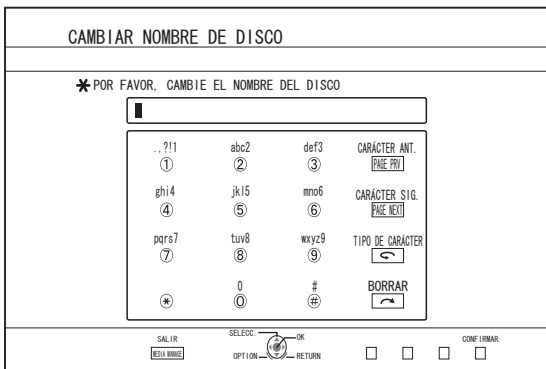 CAMBIAR NOMBRE DE DISCO
✱POR FAVOR, CAMBIE EL NOMBRE DEL DISCO
.,?!1 abc2 def3 CARÁCTER ANT.
① ② ③ PAGE PRV
ghi4 jkl5 mno6 CARÁCTER SIG.
④ ⑤ ⑥ PAGE NEXT
pqrs7 tuv8 wxyz9 TIPO DE CARÁCTER
⑦ ⑧ ⑨
0 # BORRAR
✱ ⓪ #
SALIR SELECC. OK CONFIRMAR
MEDIA MANAGE OPTION RETURN